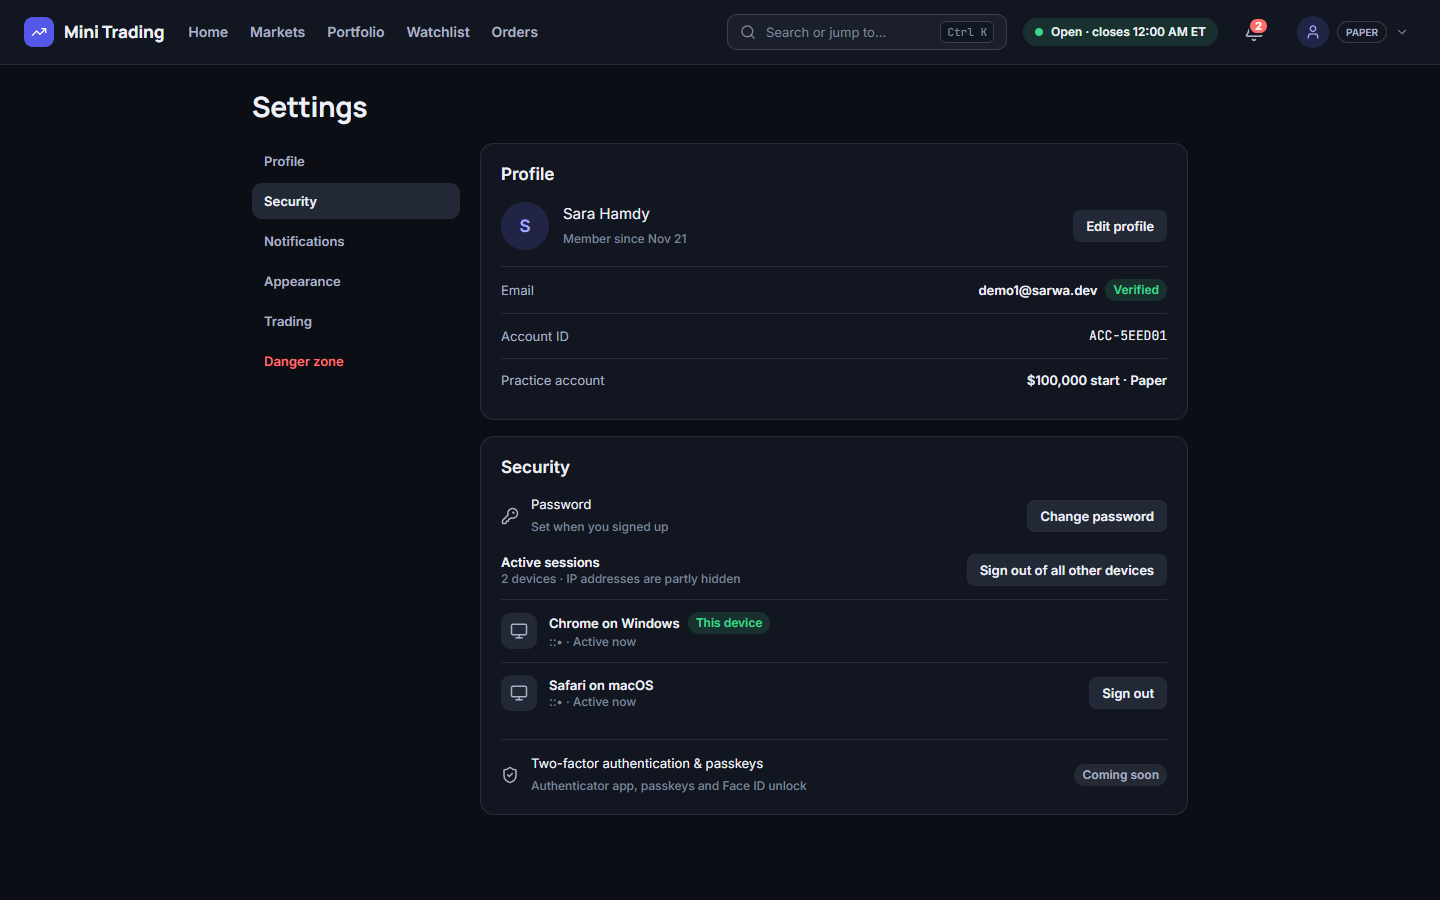 Mini Trading
Home
Markets
Portfolio
Watchlist
Orders
Search or jump to...
Ctrl K
Open · closes 12:00 AM ET
2
PAPER
Settings
Profile
Security
Notifications
Appearance
Trading
Danger zone
Profile
S
Sara Hamdy
Member since Nov 21
Edit profile
Email
demo1@sarwa.dev
Verified
Account ID
ACC-5EED01
Practice account
$100,000 start · Paper
Security
Password
Set when you signed up
Change password
Active sessions
2 devices · IP addresses are partly hidden
Sign out of all other devices
Chrome on Windows
This device
::• · Active now
Safari on macOS
::• · Active now
Sign out
Two-factor authentication & passkeys
Authenticator app, passkeys and Face ID unlock
Coming soon